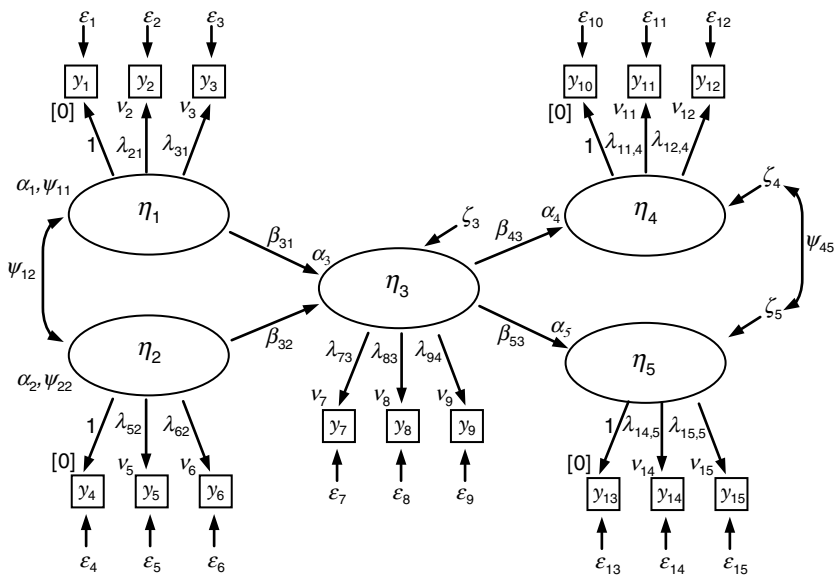 ε1 ε2 ε3 ε10 ε11 ε12
y1 y2 y3 y10 y11 y12
[0] ν2 ν3 [0] ν11 ν12
1 λ21 λ31 1 λ11,4 λ12,4
α1, ψ11 η1 ζ3 α4 η4 ζ4
β31 α3 β43
ψ12 η3 ψ45
β32 β53 α5 ζ5
η2 λ73 λ83 λ94 η5
α2, ψ22
1 λ52 λ62 ν7 ν8 ν9 1 λ14,5 λ15,5
y7 y8 y9
[0] ν5 ν6 [0] ν14 ν15
y4 y5 y6 ε7 ε8 ε9 y13 y14 y15
ε4 ε5 ε6 ε13 ε14 ε15